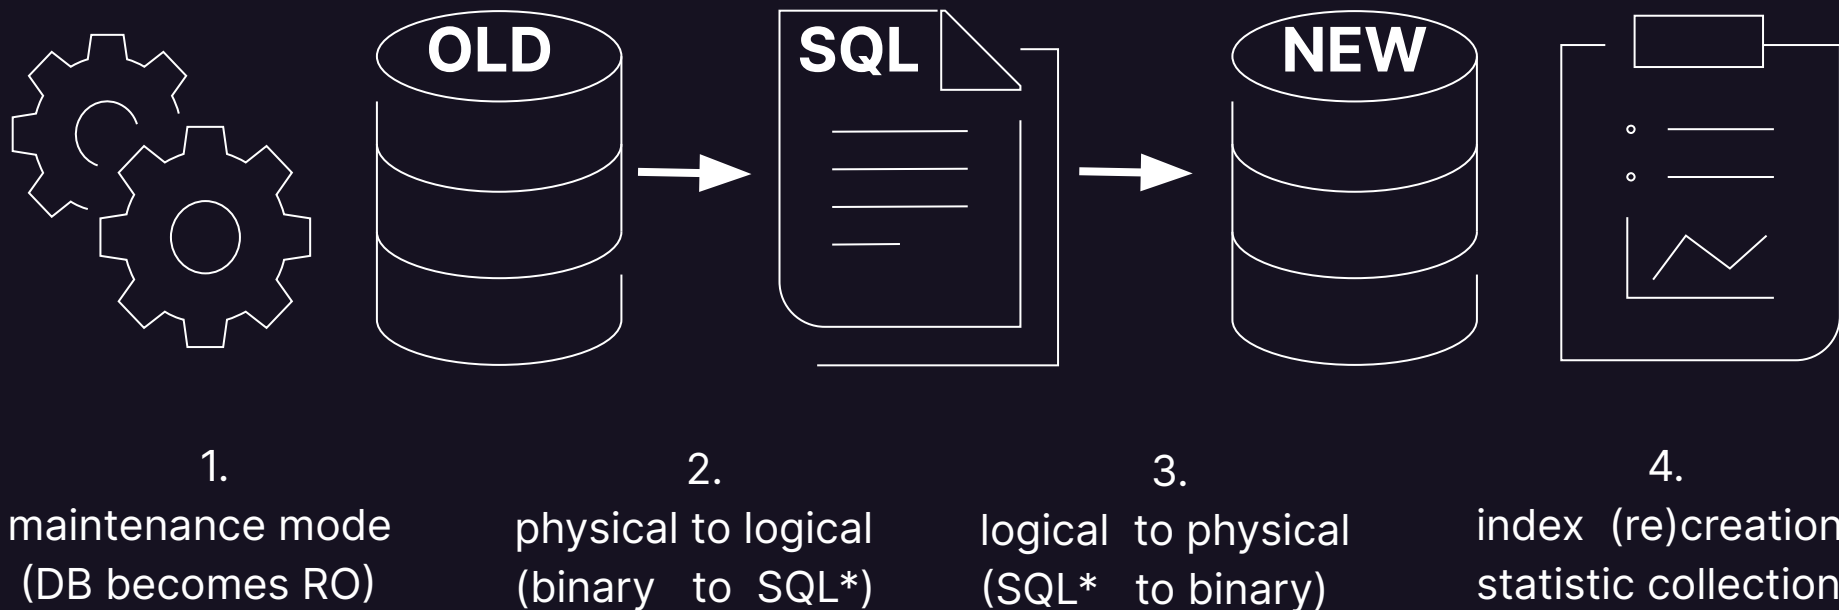 OLD
SQL
NEW
1.
maintenance mode
(DB becomes RO)
2.
physical to logical
(binary to SQL*)
3.
logical to physical
(SQL* to binary)
4.
index (re)creation
statistic collection